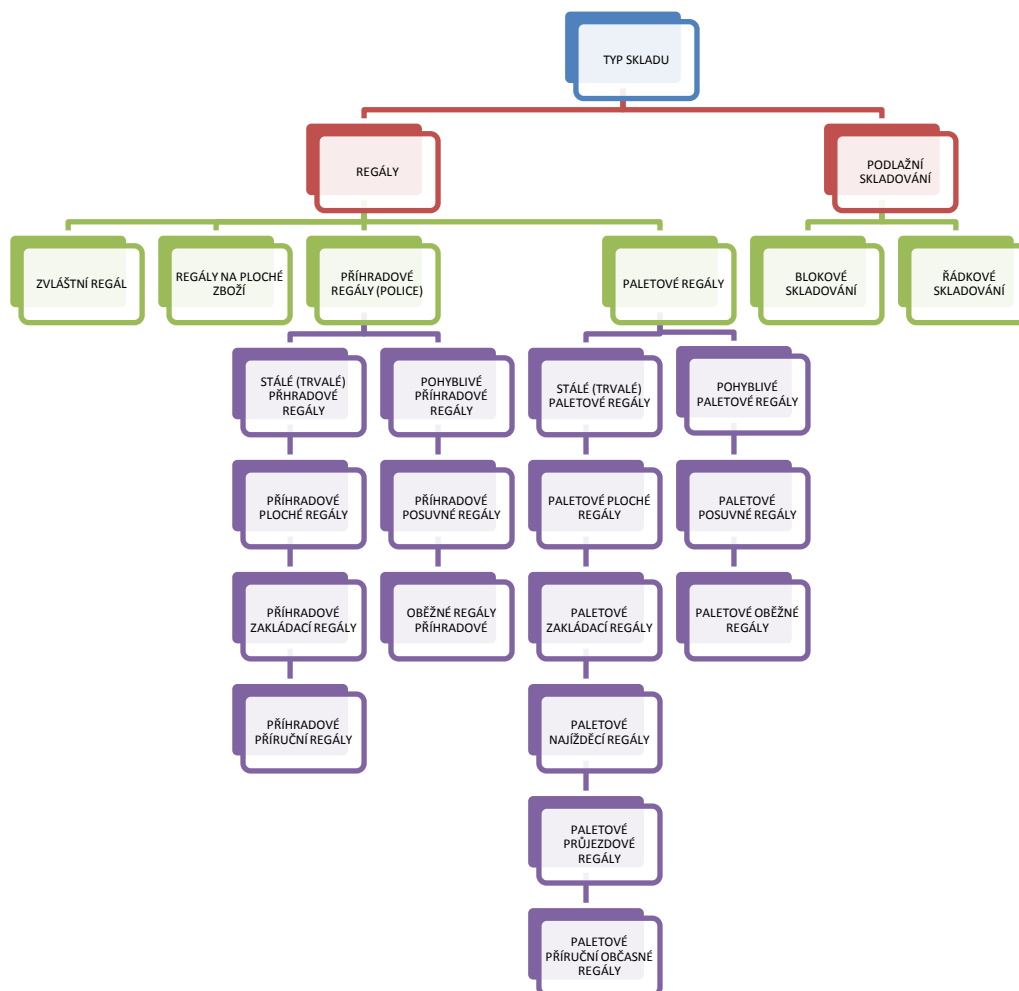 TYP SKLADU
REGÁLY
PODLAŽNÍ
SKLADOVÁNÍ
ZVLÁŠTNÍ REGÁL
REGÁLY NA PLOCHÉ
ZBOŽÍ
PŘÍHRADOVÉ
REGÁLY (POLICE)
PALETOVÉ REGÁLY
BLOKOVÉ
SKLADOVÁNÍ
ŘÁDKOVÉ
SKLADOVÁNÍ
STÁLÉ (TRVALÉ)
PŘHRADOVÉ
REGÁLY
POHYBLIVÉ
PŘÍHRADOVÉ
REGÁLY
STÁLÉ (TRVALÉ)
PALETOVÉ REGÁLY
POHYBLIVÉ
PALETOVÉ REGÁLY
PŘÍHRADOVÉ
PLOCHÉ REGÁLY
PŘÍHRADOVÉ
POSUVNÉ REGÁLY
PALETOVÉ PLOCHÉ
REGÁLY
PALETOVÉ
POSUVNÉ REGÁLY
PŘÍHRADOVÉ
ZAKLÁDACÍ REGÁLY
OBĚŽNÉ REGÁLY
PŘÍHRADOVÉ
PALETOVÉ
ZAKLÁDACÍ REGÁLY
PALETOVÉ OBĚŽNÉ
REGÁLY
PŘÍHRADOVÉ
PŘÍRUČNÍ REGÁLY
PALETOVÉ
NAJÍŽDĚCÍ REGÁLY
PALETOVÉ
PRŮJEZDOVÉ
REGÁLY
PALETOVÉ
PŘÍRUČNÍ OBČASNÉ
REGÁLY